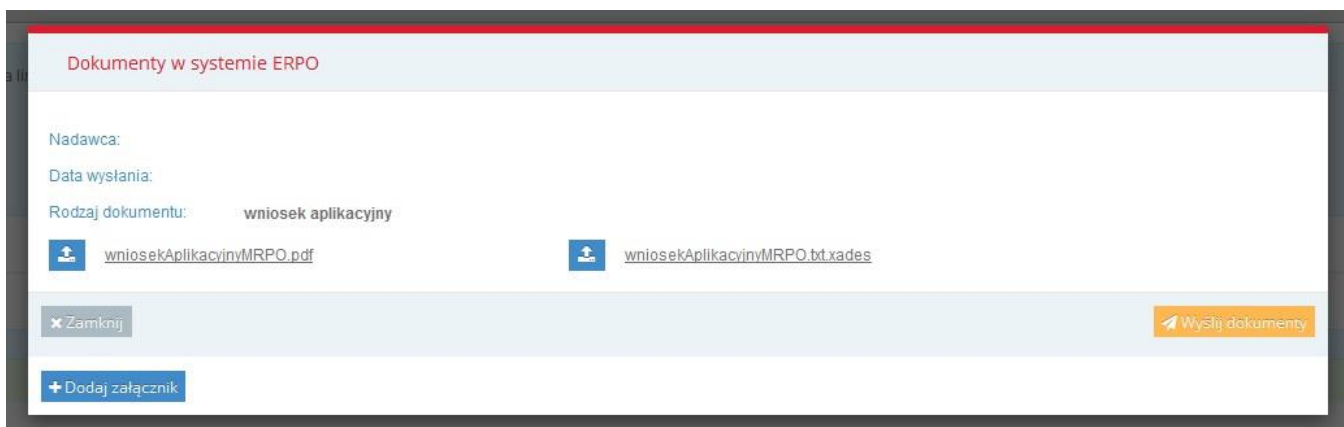 Dokumenty w systemie ERPO
a li
Nadawca:
Data wysłania:
Rodzaj dokumentu: wniosek aplikacyjny
wniosekAplikacyjnyMRPO.pdf wniosekAplikacyjnyMRPO.txt.xades
Zamknij Wyślij dokumenty
Dodaj załącznik